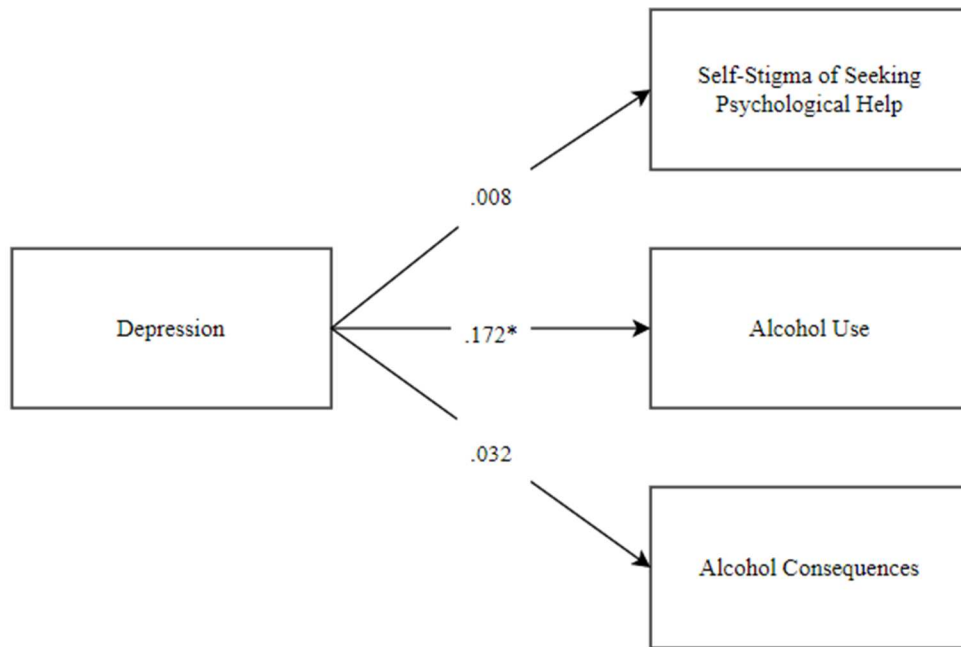 Self-Stigma of Seeking
Psychological Help
.008
Depression
.172*
Alcohol Use
.032
Alcohol Consequences